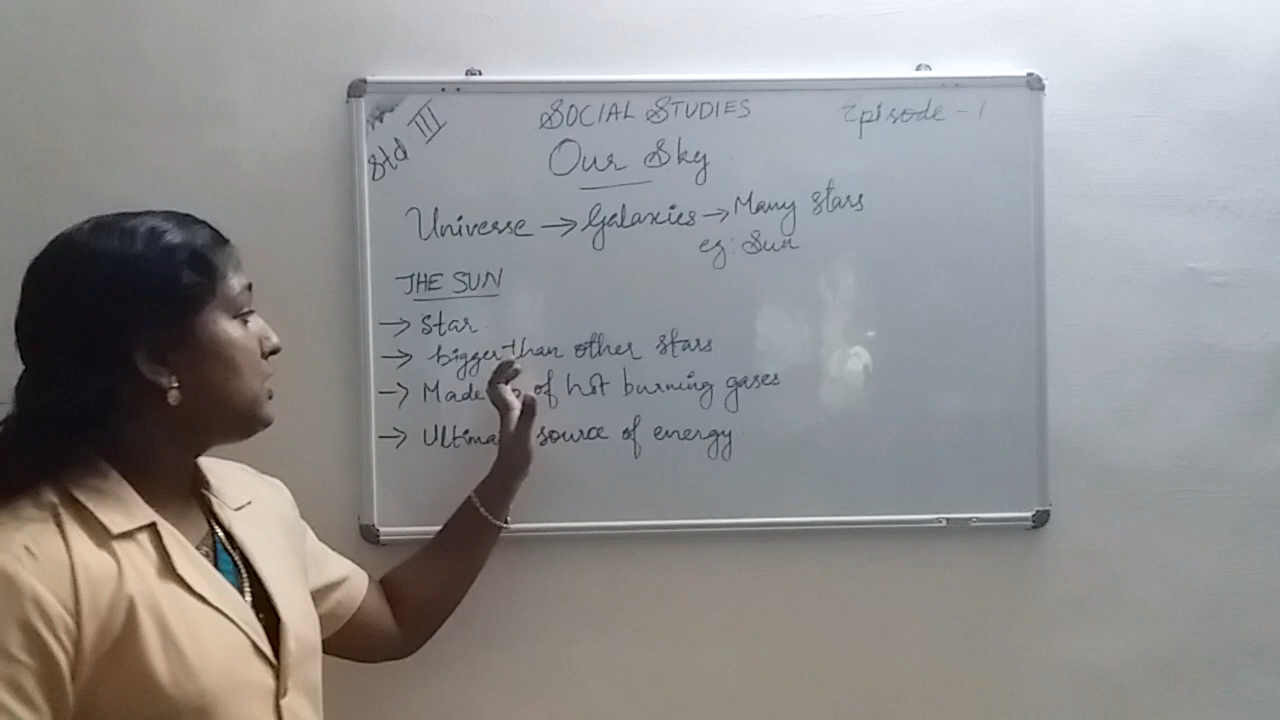 Std III
SOCIAL STUDIES
Episode - 1
Our Sky
Universe → Galaxies → Many stars
eg: Sun
THE SUN
→ Star
→ bigger than other stars
→ Made of hot burning gases
→ source of energy